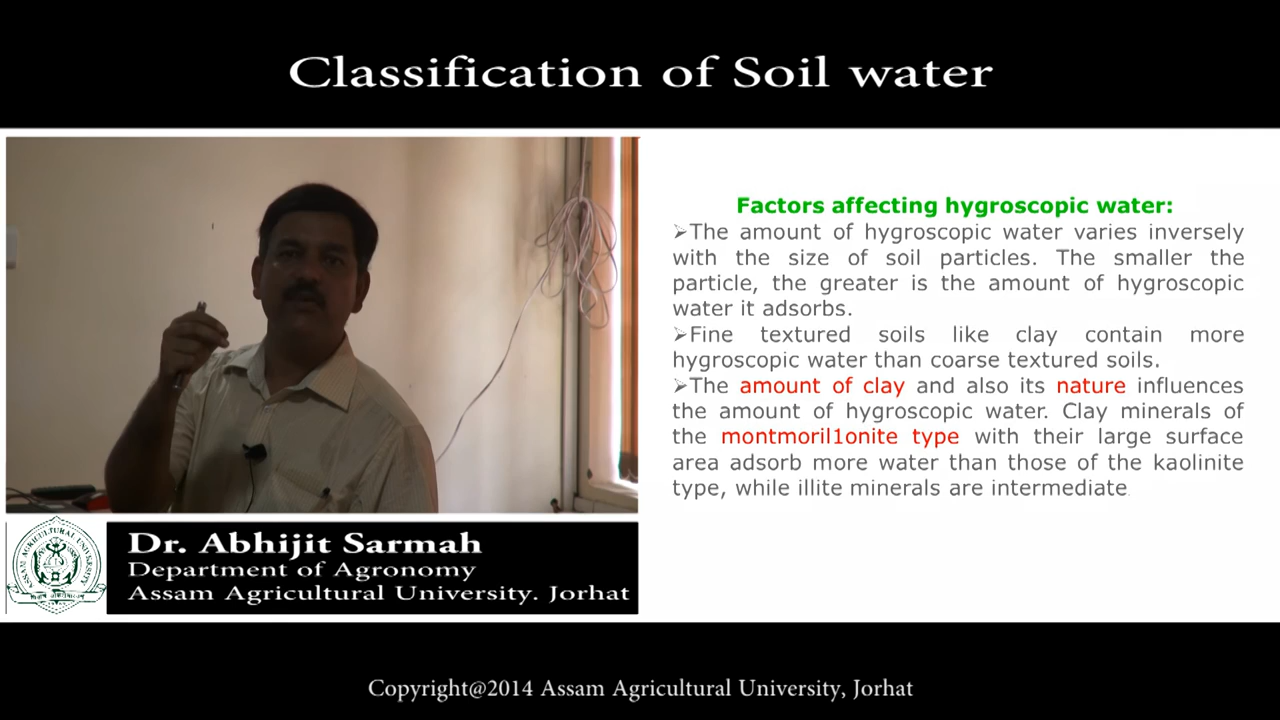 Classification of Soil water
Factors affecting hygroscopic water:
➢The amount of hygroscopic water varies inversely
with the size of soil particles. The smaller the
particle, the greater is the amount of hygroscopic
water it adsorbs.
➢Fine textured soils like clay contain more
hygroscopic water than coarse textured soils.
➢The amount of clay and also its nature influences
the amount of hygroscopic water. Clay minerals of
the montmoril1onite type with their large surface
area adsorb more water than those of the kaolinite
type, while illite minerals are intermediate.
ASSAM AGRICULTURAL UNIVERSITY
Dr. Abhijit Sarmah
Department of Agronomy
Assam Agricultural University. Jorhat
Copyright@2014 Assam Agricultural University, Jorhat